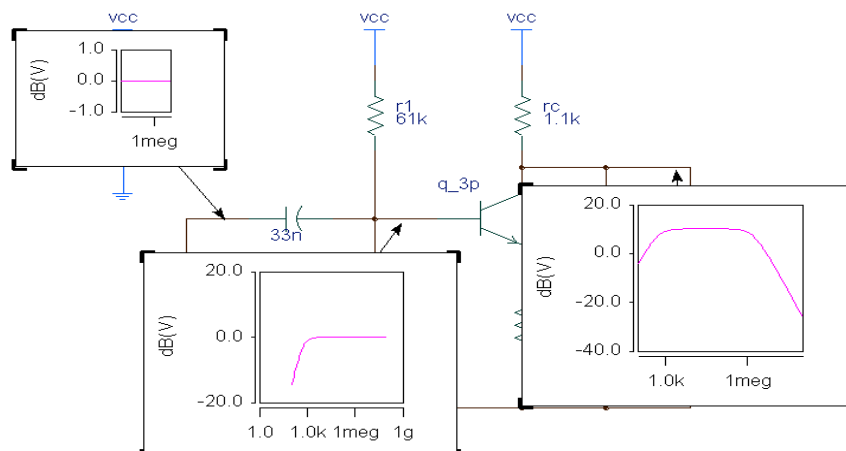 vcc
vcc
vcc
dB(V)
1.0
0.0
-1.0
1meg
r1
61k
rc
1.1k
q_3p
33n
dB(V)
20.0
0.0
-20.0
1.0
1.0k
1meg
1g
dB(V)
20.0
0.0
-20.0
-40.0
1.0k
1meg